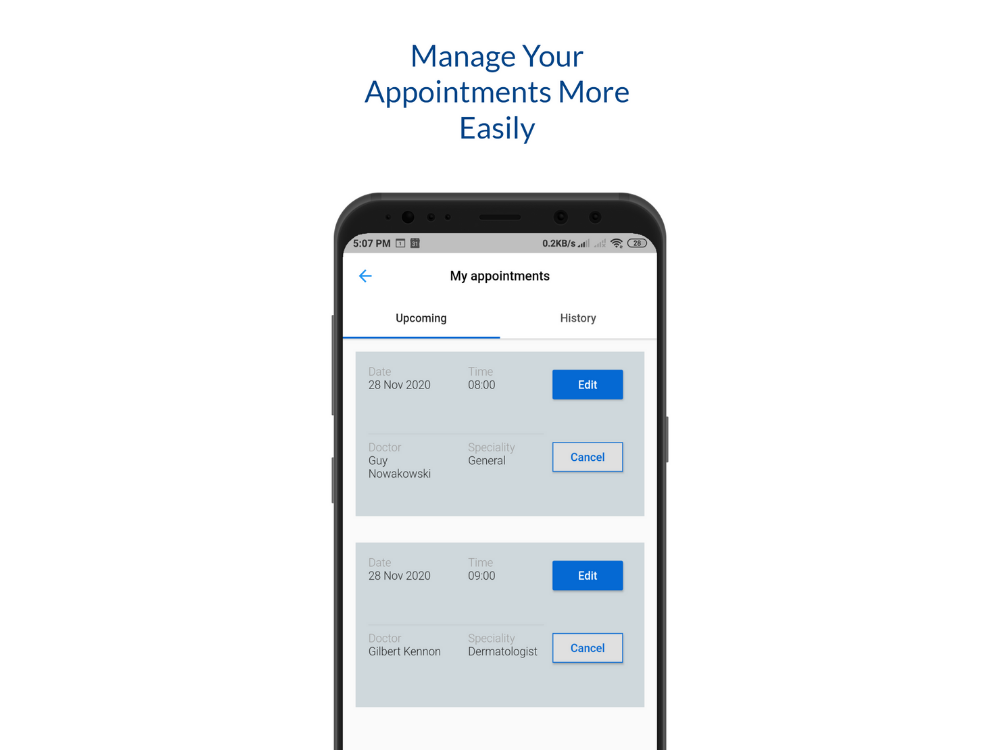 Manage Your
Appointments More
Easily
5:07 PM 1 31 0.2KB/s 28
My appointments
Upcoming History
Date Time
28 Nov 2020 08:00 Edit
Doctor Speciality
Guy General Cancel
Nowakowski
Date Time
28 Nov 2020 09:00 Edit
Doctor Speciality
Gilbert Kennon Dermatologist Cancel